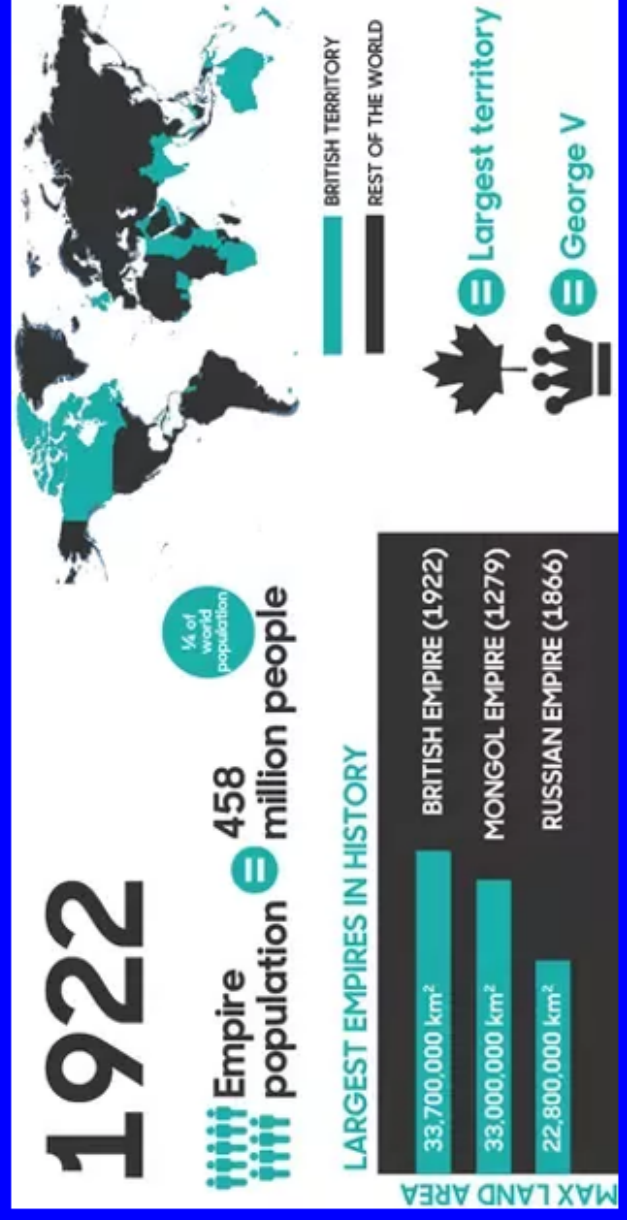 1922
Empire
population = 458
million people
¼ of
world
population
BRITISH TERRITORY
REST OF THE WORLD
LARGEST EMPIRES IN HISTORY
MAX LAND AREA
33,700,000 km² BRITISH EMPIRE (1922)
33,000,000 km² MONGOL EMPIRE (1279)
22,800,000 km² RUSSIAN EMPIRE (1866)
= Largest territory
= George V